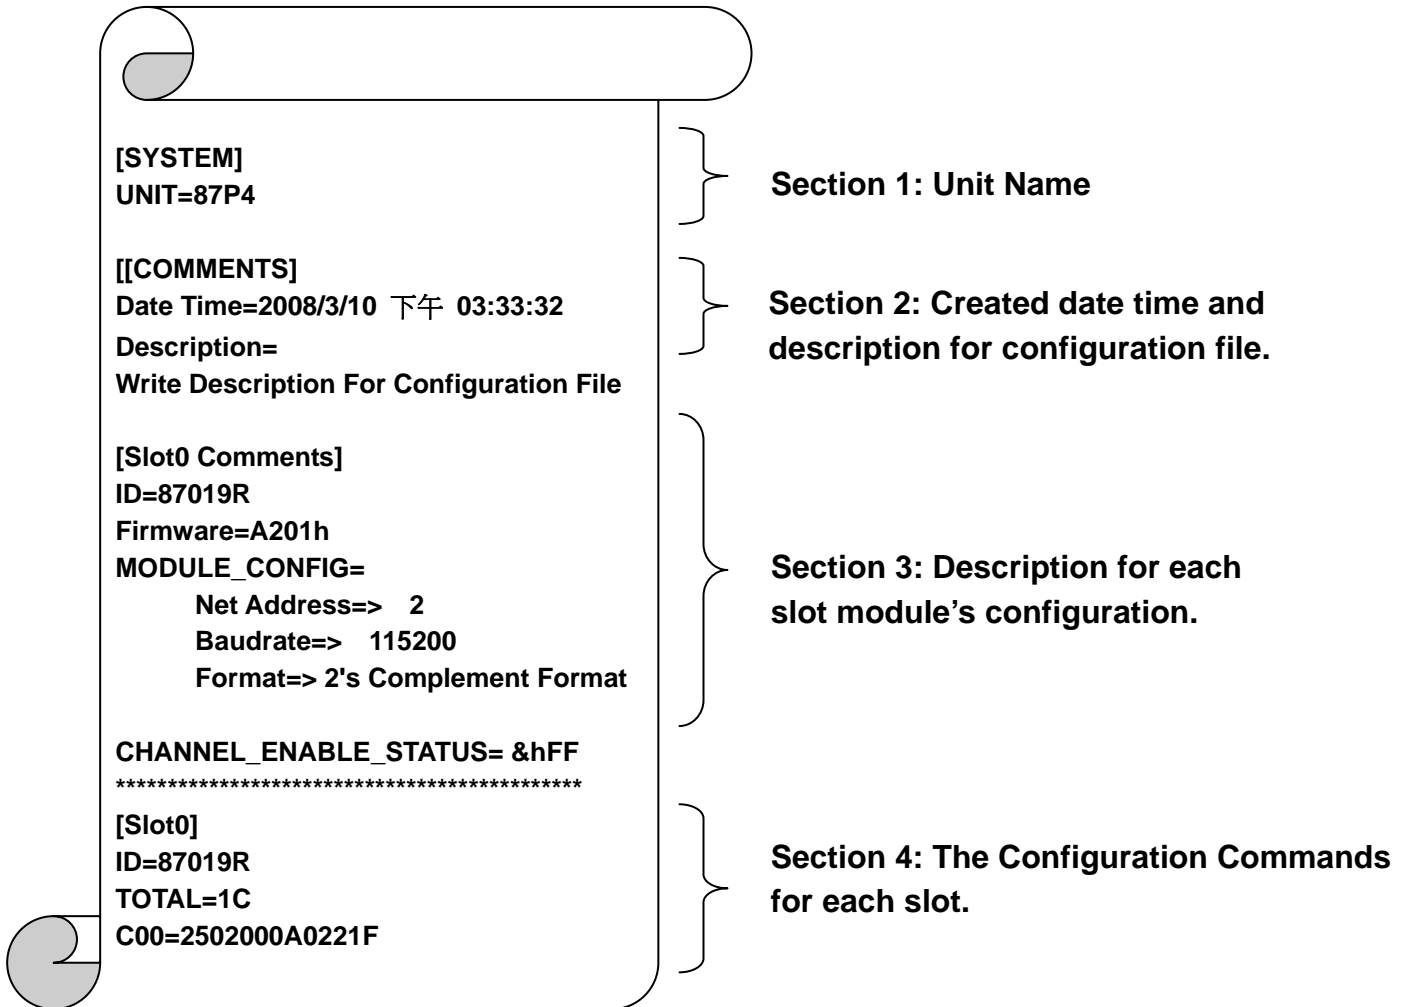 [SYSTEM]
UNIT=87P4
Section 1: Unit Name
[[COMMENTS]
Date Time=2008/3/10 下午 03:33:32
Description=
Write Description For Configuration File
Section 2: Created date time and
description for configuration file.
[Slot0 Comments]
ID=87019R
Firmware=A201h
MODULE_CONFIG=
Net Address=> 2
Baudrate=> 115200
Format=> 2's Complement Format
CHANNEL_ENABLE_STATUS= &hFF
Section 3: Description for each
slot module’s configuration.
*********************************************
[Slot0]
ID=87019R
TOTAL=1C
C00=2502000A0221F
Section 4: The Configuration Commands
for each slot.